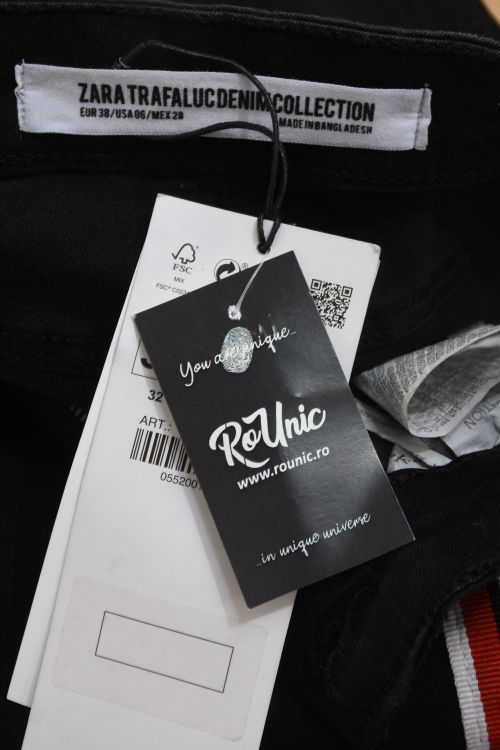 ZARA TRAFALUC DENIM COLLECTION
EUR 38/USA 06/MEX 28
MADE IN BANGLADESH
FSC
MIX
32
ART.:
You are unique...
RoUnic
www.rounic.ro
...in unique universe